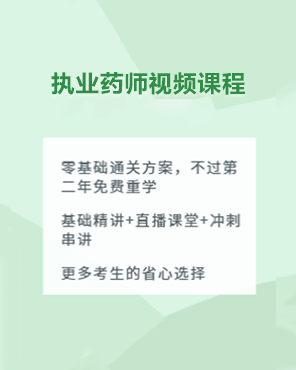 执业药师视频课程
零基础通关方案，不过第
二年免费重学
基础精讲+直播课堂+冲刺
串讲
更多考生的省心选择